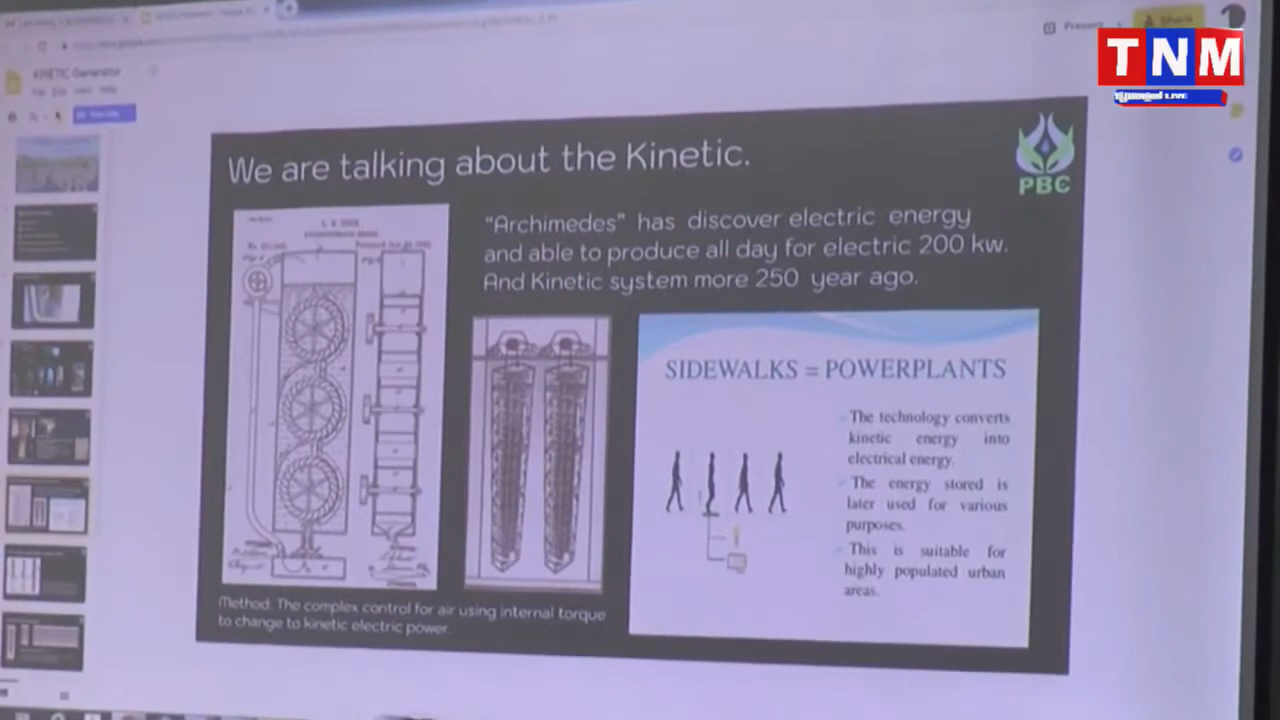 KINETIC Generator
Share
TNM
We are talking about the Kinetic.
PBC
"Archimedes" has discover electric energy
and able to produce all day for electric 200 kw.
And Kinetic system more 250 year ago.
SIDEWALKS = POWERPLANTS
The technology converts
kinetic energy into
electrical energy.
The energy stored is
later used for various
purposes.
This is suitable for
highly populated urban
areas.
Method: The complex control for air using internal torque
to change to kinetic electric power.